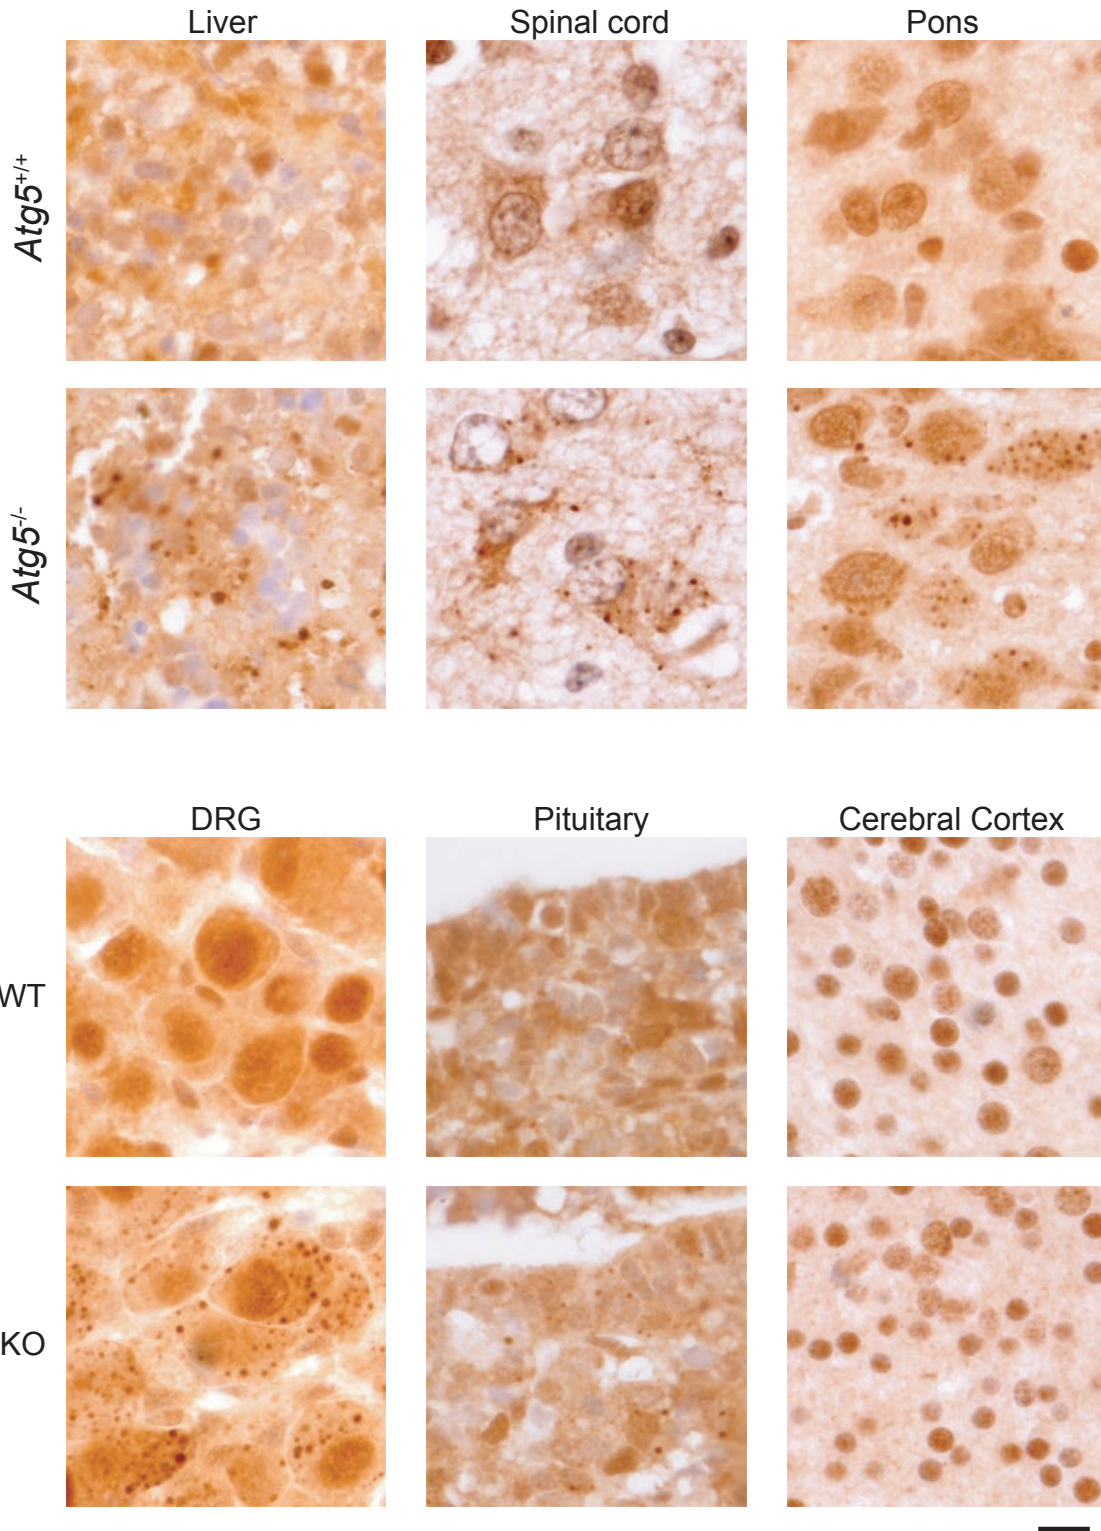 Liver Spinal cord Pons
Atg5+/+
Atg5-/-
DRG Pituitary Cerebral Cortex
WT
KO